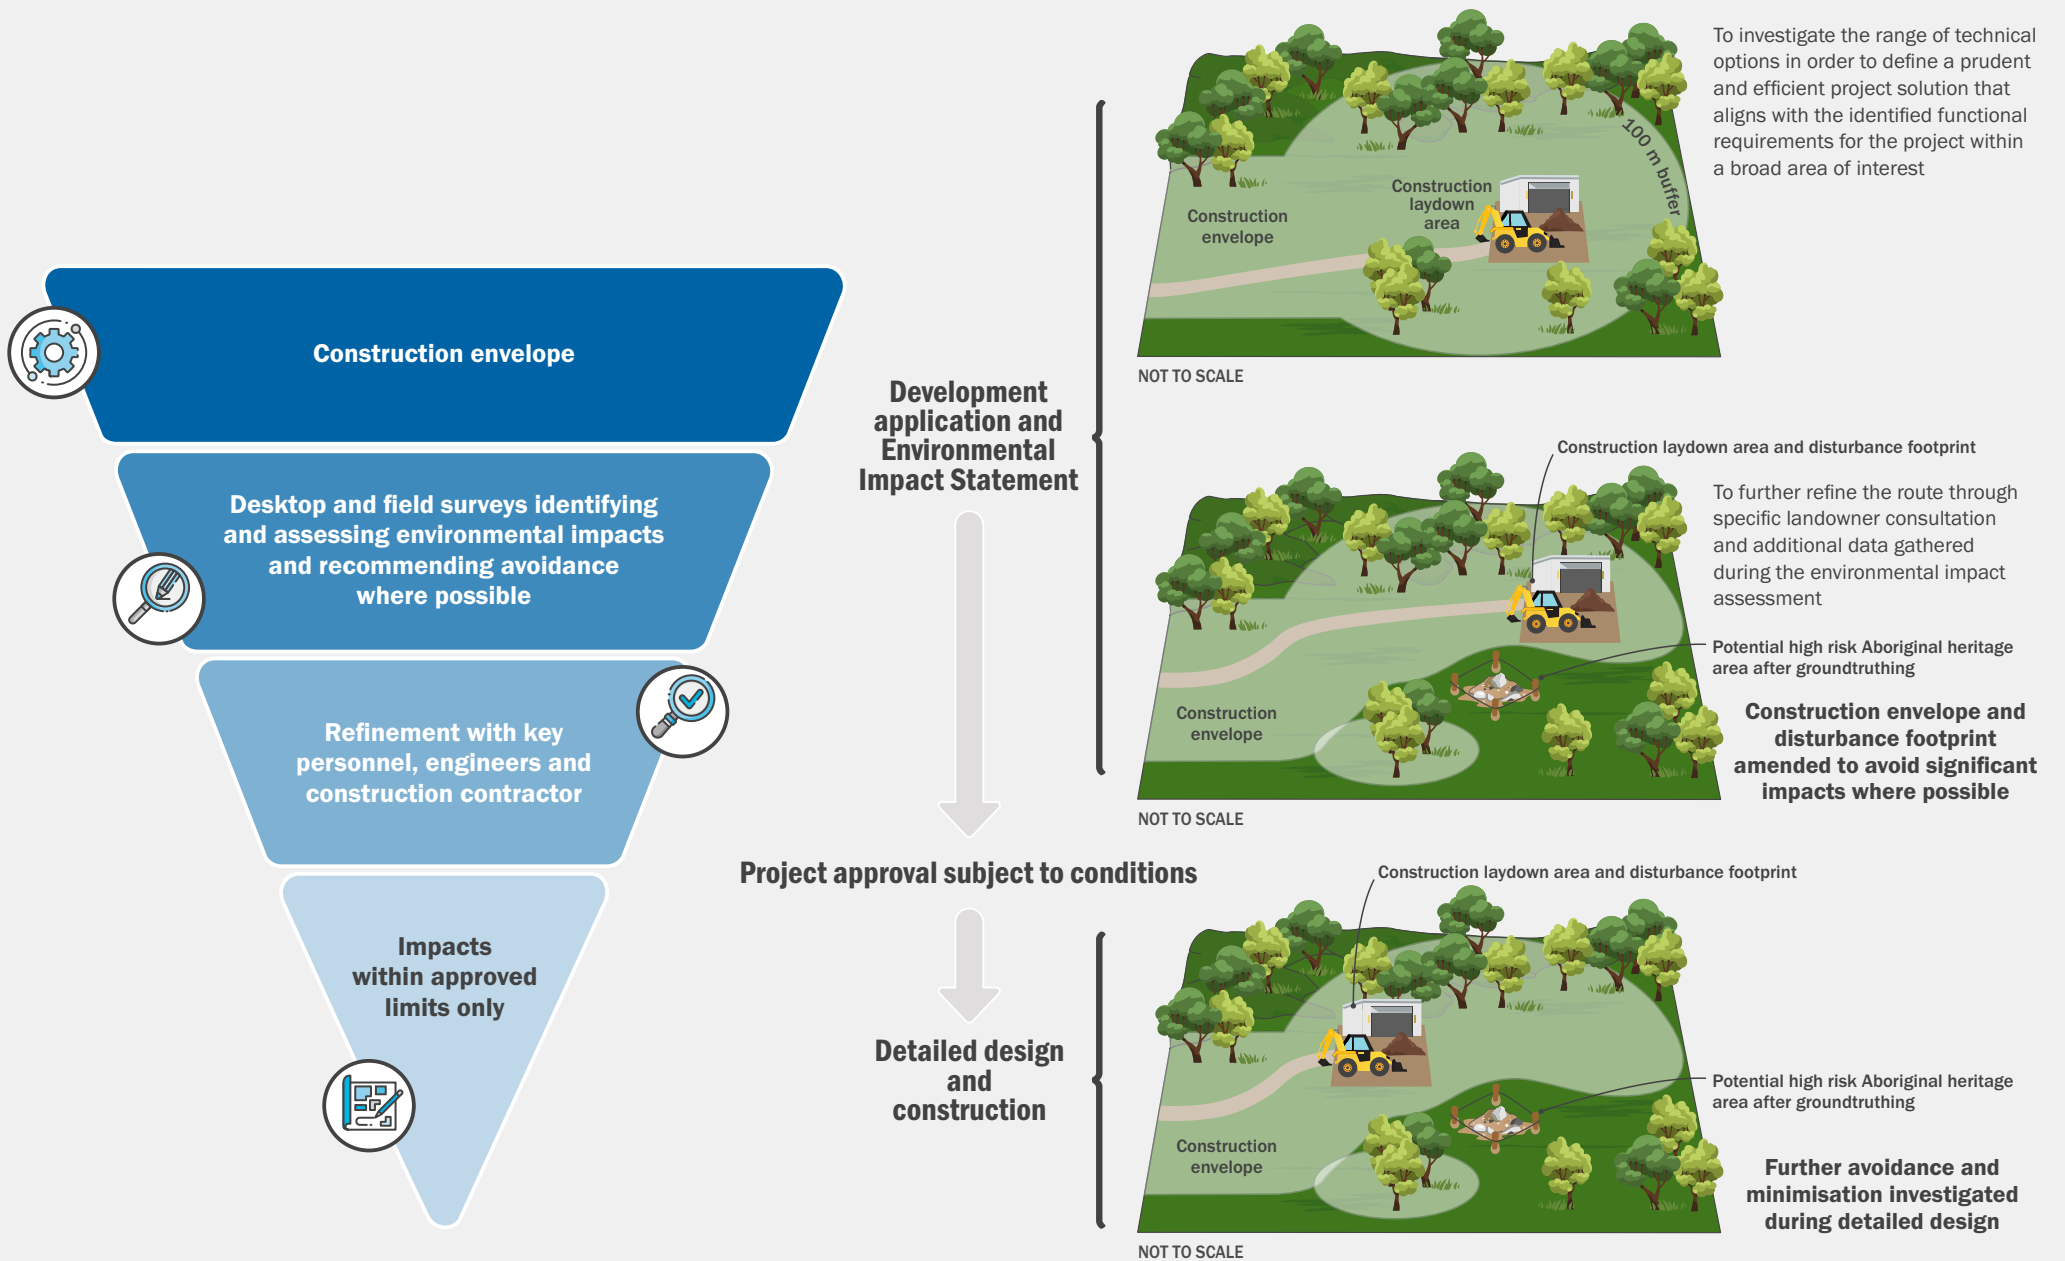 Construction envelope
Desktop and field surveys identifying
and assessing environmental impacts
and recommending avoidance
where possible
Refinement with key
personnel, engineers and
construction contractor
Impacts
within approved
limits only
Development
application and
Environmental
Impact Statement
Project approval subject to conditions
Detailed design
and
construction
Construction
envelope
Construction
laydown
area
100 m buffer
NOT TO SCALE
To investigate the range of technical
options in order to define a prudent
and efficient project solution that
aligns with the identified functional
requirements for the project within
a broad area of interest
Construction laydown area and disturbance footprint
To further refine the route through
specific landowner consultation
and additional data gathered
during the environmental impact
assessment
Potential high risk Aboriginal heritage
area after groundtruthing
Construction
envelope
Construction envelope and
disturbance footprint
amended to avoid significant
impacts where possible
NOT TO SCALE
Construction laydown area and disturbance footprint
Potential high risk Aboriginal heritage
area after groundtruthing
Construction
envelope
Further avoidance and
minimisation investigated
during detailed design
NOT TO SCALE